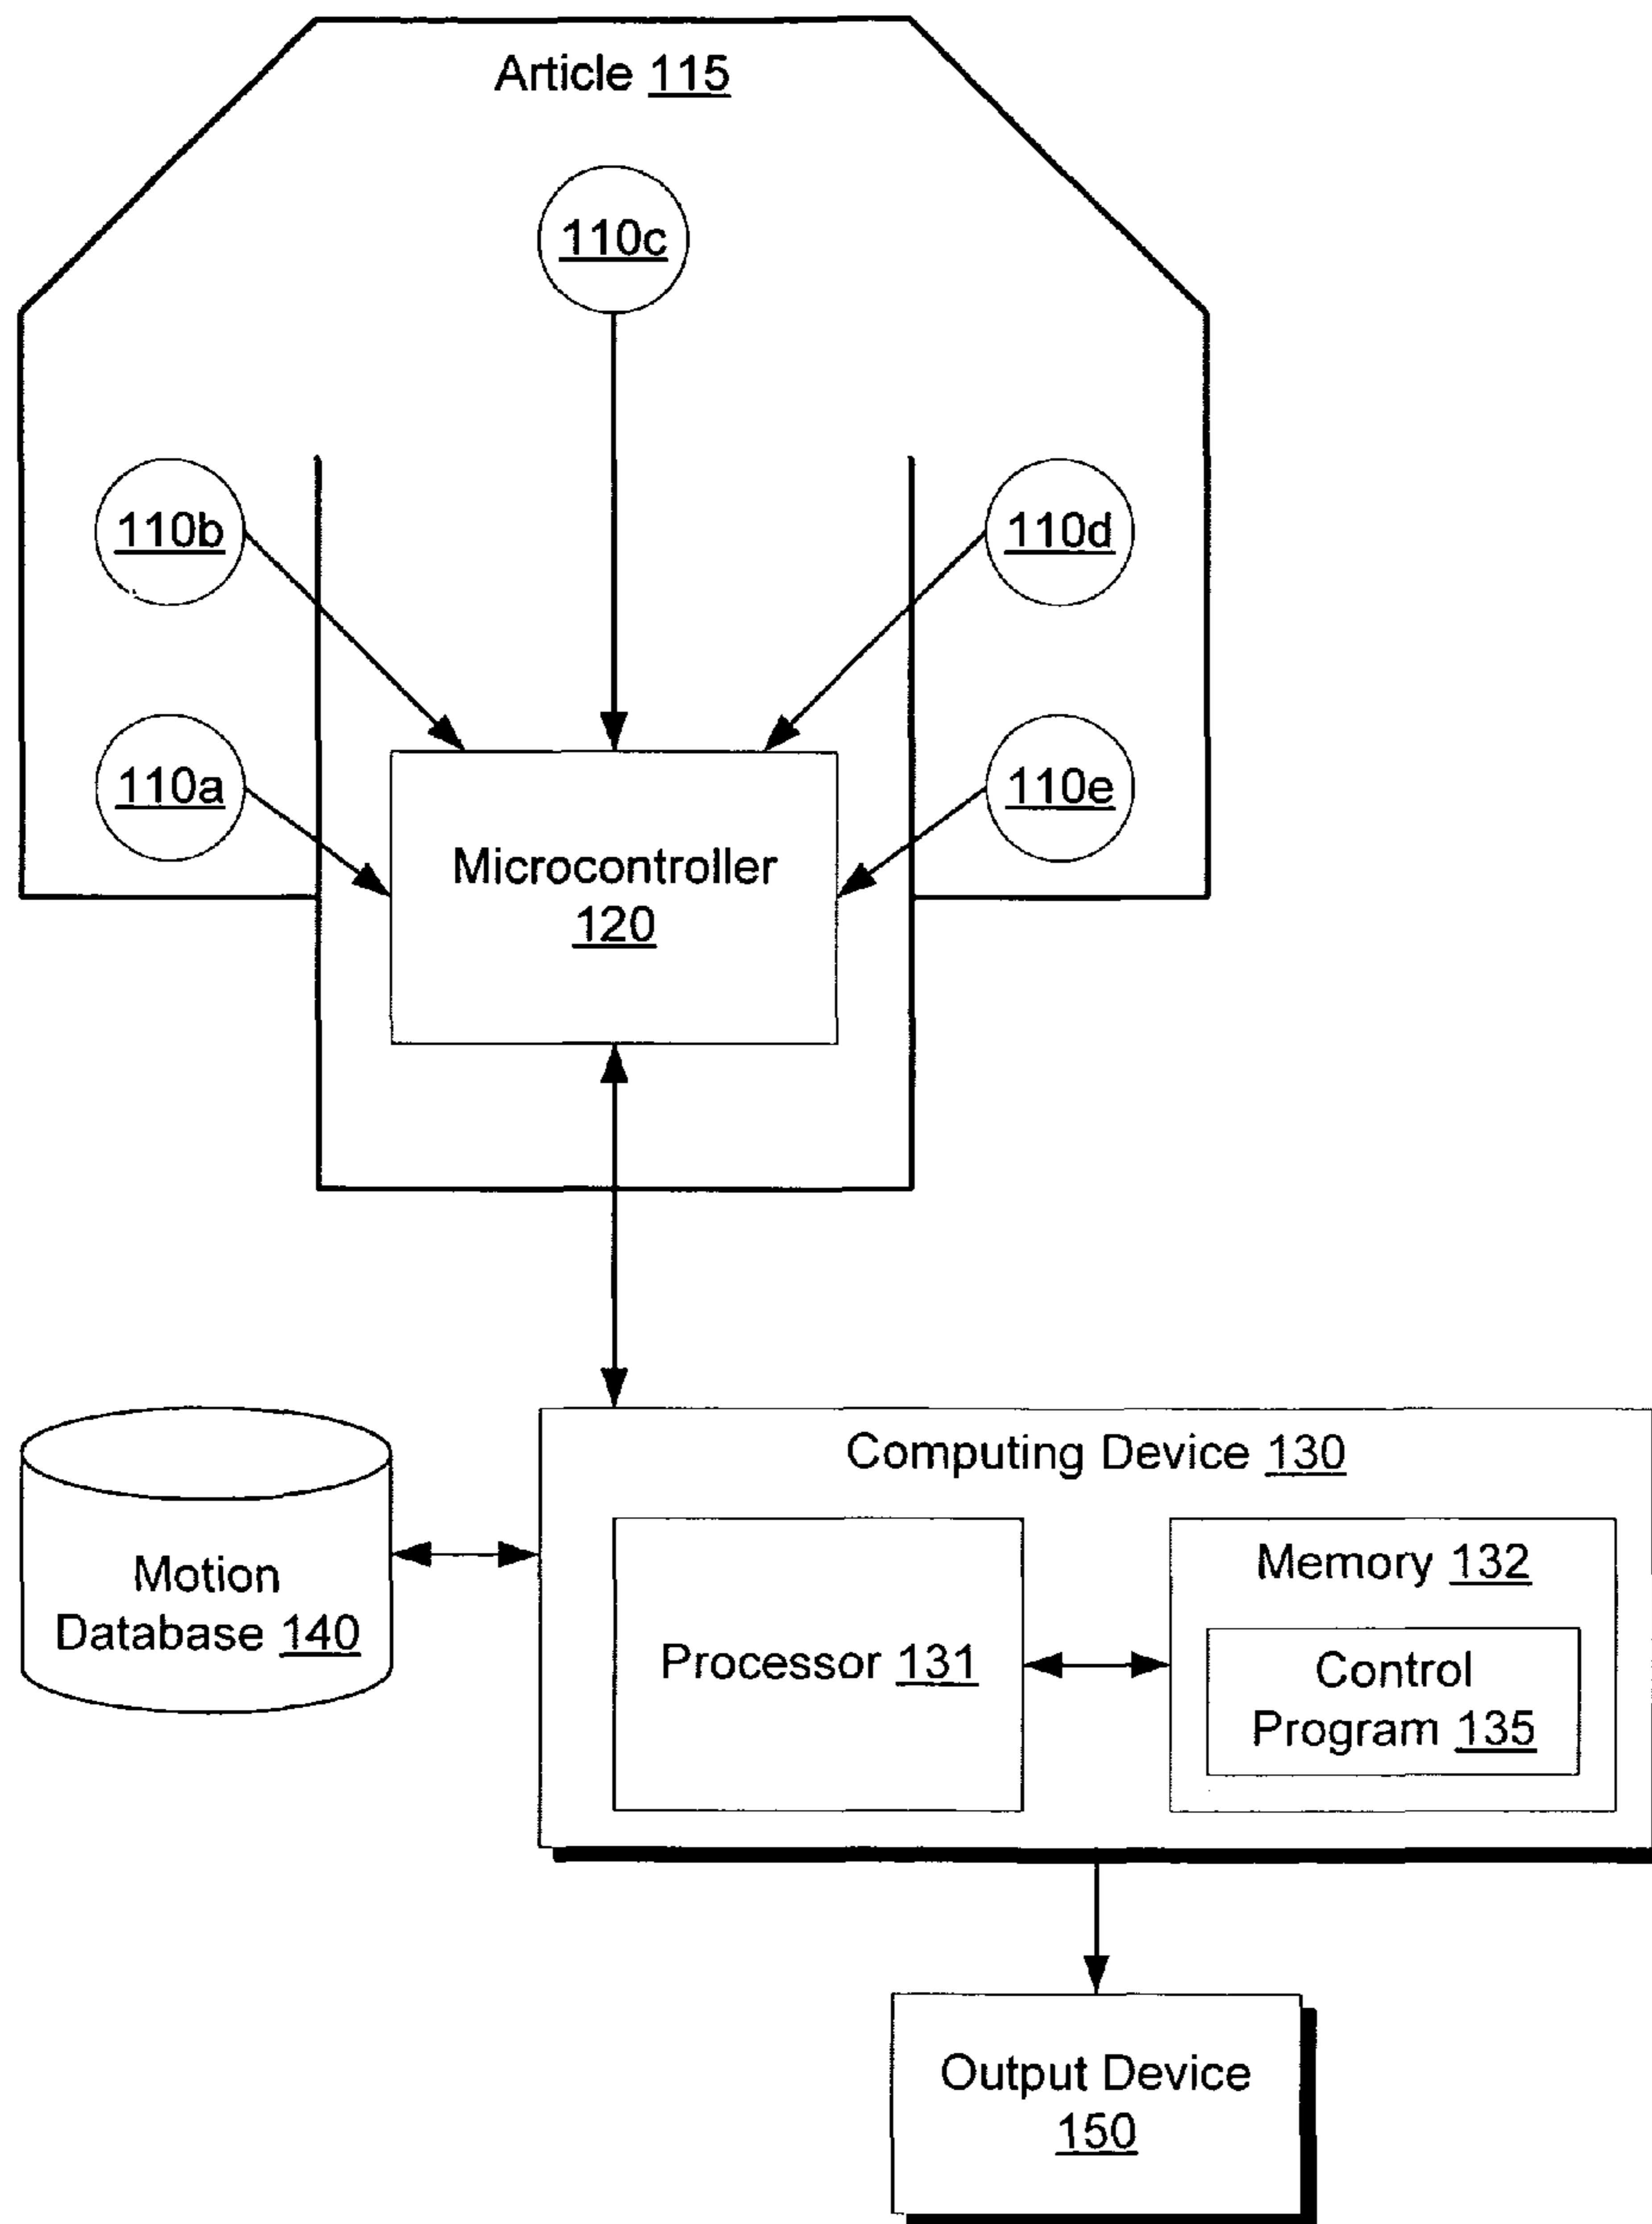 Article 115
110c
110b
110d
110a
110e
Microcontroller
120
Computing Device 130
Motion
Database 140
Processor 131
Memory 132
Control
Program 135
Output Device
150